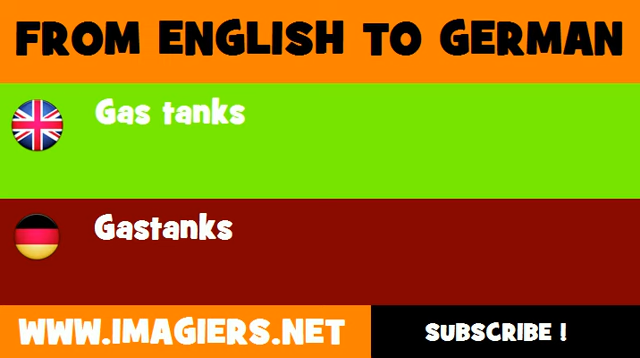 FROM ENGLISH TO GERMAN
Gas tanks
Gastanks
WWW.IMAGIERS.NET
SUBSCRIBE !